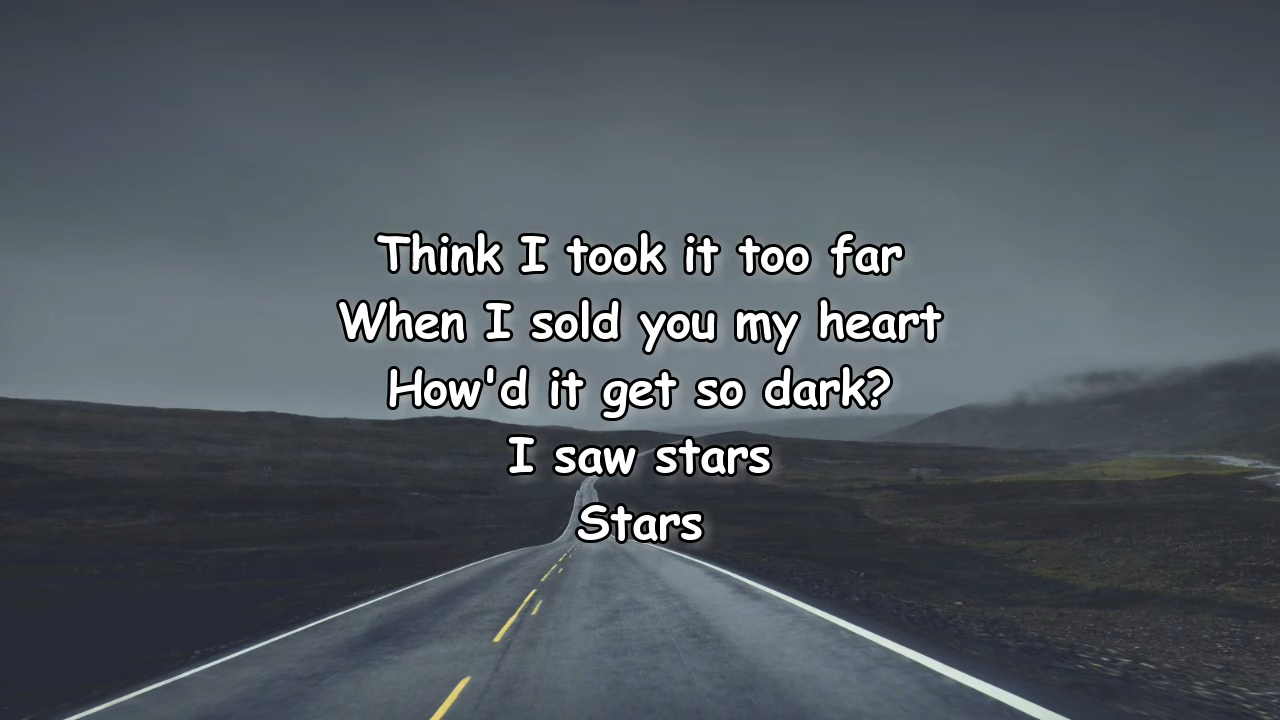 Think I took it too far
When I sold you my heart
How'd it get so dark?
I saw stars
Stars